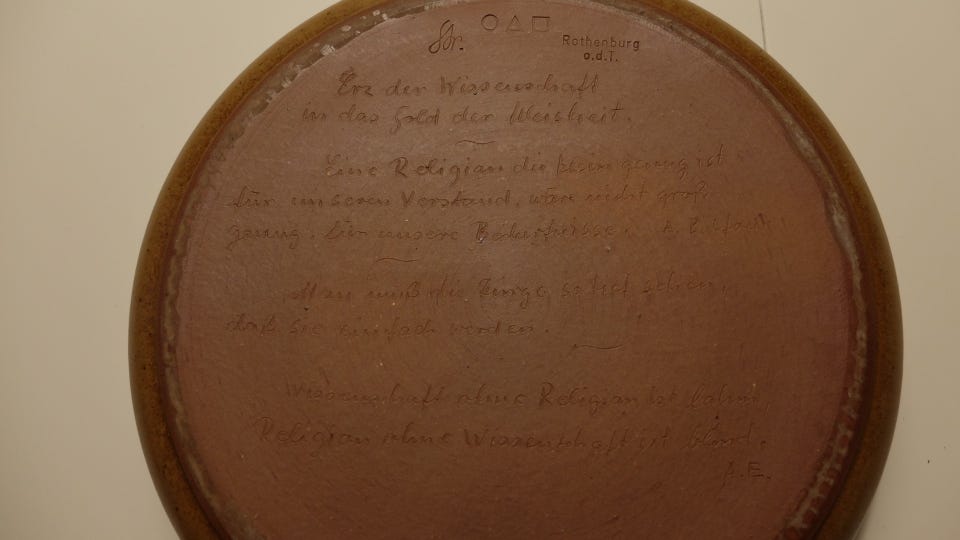 Str.
Rothenburg
o.d.T.
Erz der Wissenschaft
in das Gold der Weisheit.
Eine Religion die klein genug ist
für unseren Verstand, wäre nicht groß
genug, für unsere Bedürfnisse. A.
Man muß die Dinge so tief sehen,
daß sie einfach werden.
Wissenschaft ohne Religion ist lahm,
Religion ohne Wissenschaft ist blind.
A.E.